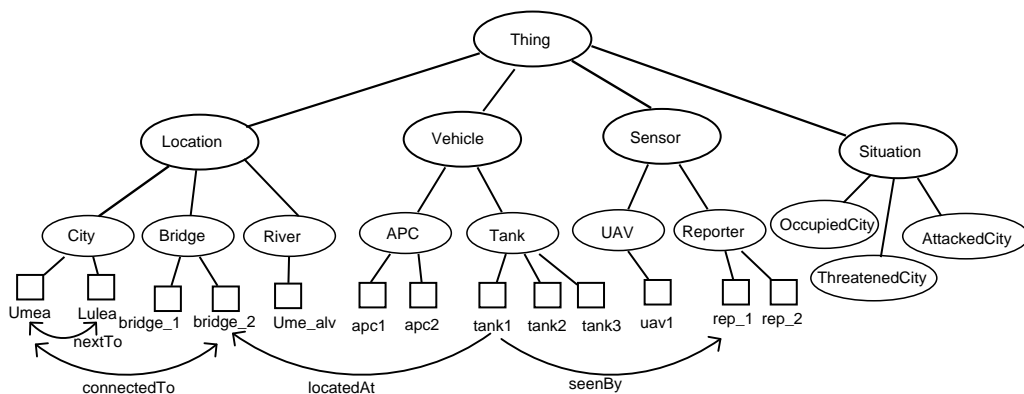 Thing
Location
Vehicle
Sensor
Situation
City
Bridge
River
APC
Tank
UAV
Reporter
OccupiedCity
AttackedCity
ThreatenedCity
Umea
Lulea
bridge_1
bridge_2
Ume_alv
apc1
apc2
tank1
tank2
tank3
uav1
rep_1
rep_2
nextTo
connectedTo
locatedAt
seenBy